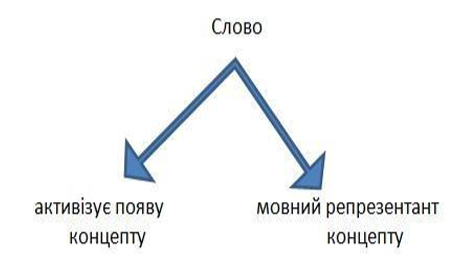 Слово
активізує появу
концепту
мовний репрезентант
концепту